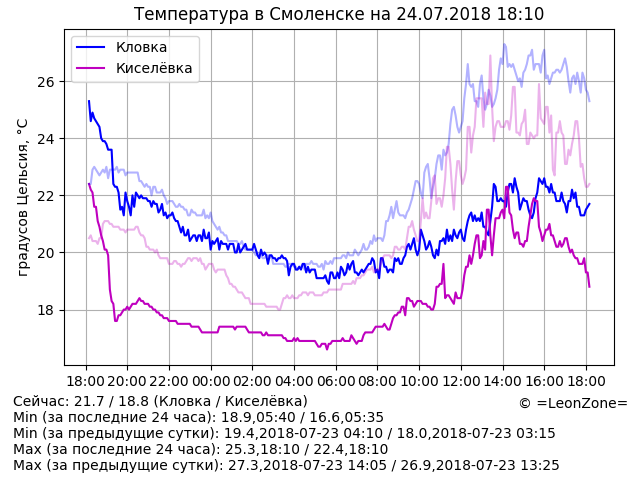 Температура в Смоленске на 24.07.2018 18:10
Кловка
Киселёвка
градусов Цельсия, °C
26
24
22
20
18
18:00 20:00 22:00 00:00 02:00 04:00 06:00 08:00 10:00 12:00 14:00 16:00 18:00
Сейчас: 21.7 / 18.8 (Кловка / Киселёвка)
© =LeonZone=
Min (за последние 24 часа): 18.9,05:40 / 16.6,05:35
Min (за предыдущие сутки): 19.4,2018-07-23 04:10 / 18.0,2018-07-23 03:15
Max (за последние 24 часа): 25.3,18:10 / 22.4,18:10
Max (за предыдущие сутки): 27.3,2018-07-23 14:05 / 26.9,2018-07-23 13:25